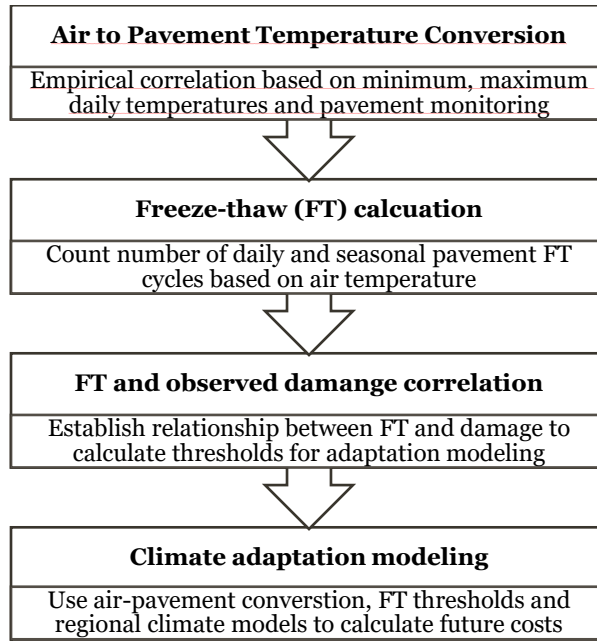 Air to Pavement Temperature Conversion
Empirical correlation based on minimum, maximum
daily temperatures and pavement monitoring
Freeze-thaw (FT) calcuation
Count number of daily and seasonal pavement FT
cycles based on air temperature
FT and observed damange correlation
Establish relationship between FT and damage to
calculate thresholds for adaptation modeling
Climate adaptation modeling
Use air-pavement converstion, FT thresholds and
regional climate models to calculate future costs